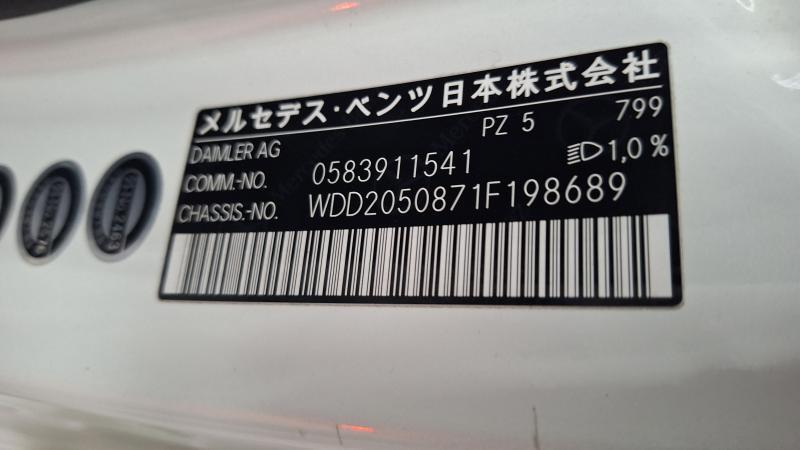 メルセデス・ベンツ日本株式会社
DAIMLER AG PZ 5 799
COMM.-NO. 0583911541 1,0 %
CHASSIS.-NO. WDD2050871F198689